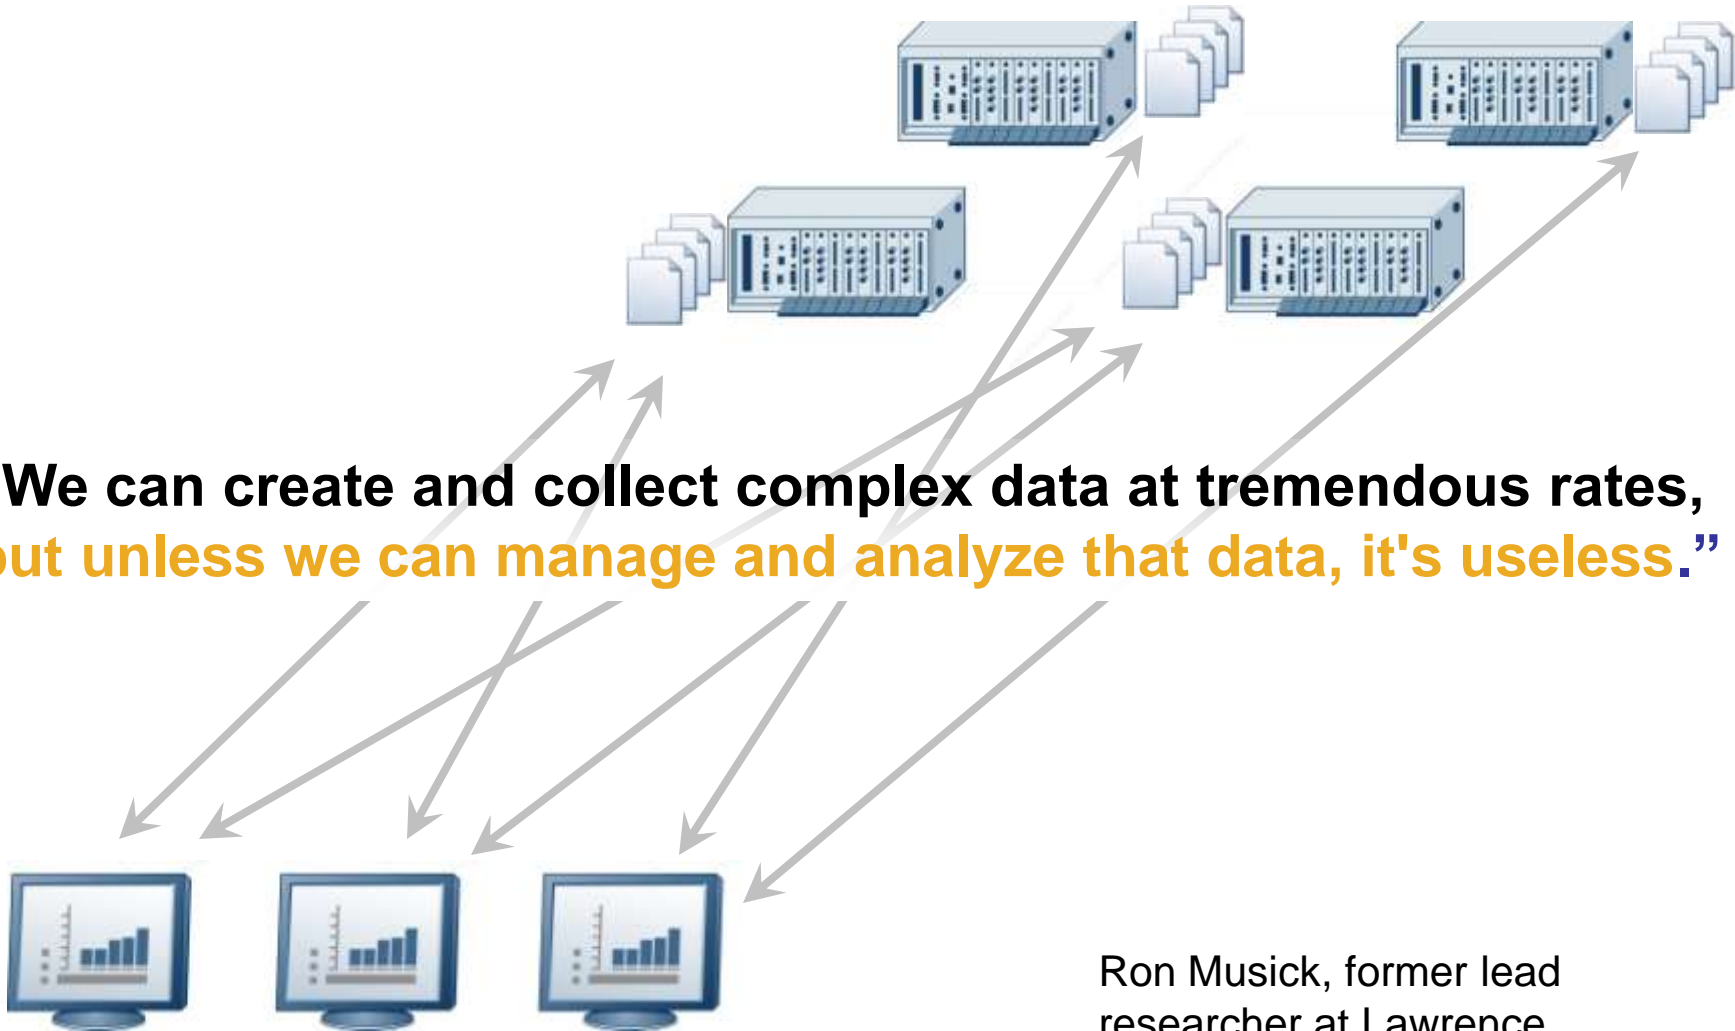 We can create and collect complex data at tremendous rates,
but unless we can manage and analyze that data, it's useless.”
Ron Musick, former lead
researcher at Lawrence